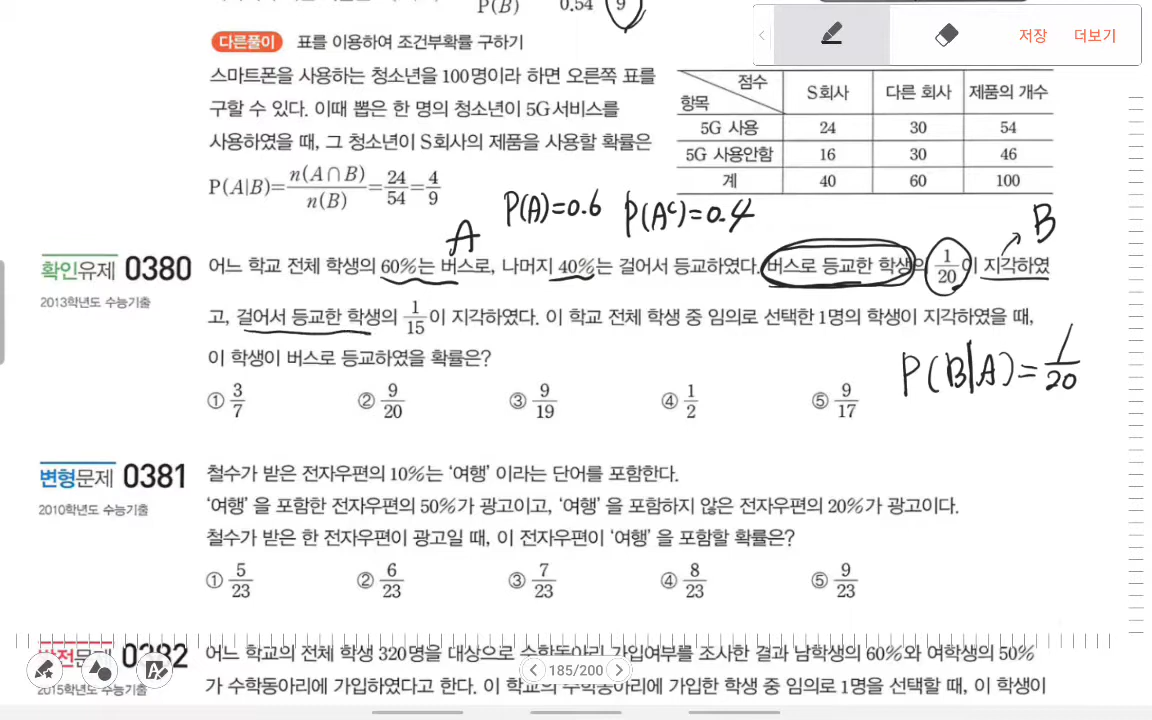 P(B) 0.54 9
저장 더보기
다른풀이 표를 이용하여 조건부확률 구하기
스마트폰을 사용하는 청소년을 100명이라 하면 오른쪽 표를
구할 수 있다. 이때 뽑은 한 명의 청소년이 5G서비스를
사용하였을 때, 그 청소년이 S회사의 제품을 사용할 확률은
P(A|B)=n(A∩B)/n(B)=24/54=4/9
점수 항목 S회사 다른 회사 제품의 개수
5G 사용 24 30 54
5G 사용안함 16 30 46
계 40 60 100
P(A)=0.6 P(Aᶜ)=0.4
A
B
확인유제 0380 어느 학교 전체 학생의 60%는 버스로, 나머지 40%는 걸어서 등교하였다. 버스로 등교한 학생의 1/20이 지각하였
2013학년도 수능기출
고, 걸어서 등교한 학생의 1/15이 지각하였다. 이 학교 전체 학생 중 임의로 선택한 1명의 학생이 지각하였을 때,
이 학생이 버스로 등교하였을 확률은?
P(B|A)=1/20
① 3/7 ② 9/20 ③ 9/19 ④ 1/2 ⑤ 9/17
변형문제 0381 철수가 받은 전자우편의 10%는 ‘여행’ 이라는 단어를 포함한다.
2010학년도 수능기출
‘여행’ 을 포함한 전자우편의 50%가 광고이고, ‘여행’ 을 포함하지 않은 전자우편의 20%가 광고이다.
철수가 받은 한 전자우편이 광고일 때, 이 전자우편이 ‘여행’ 을 포함할 확률은?
① 5/23 ② 6/23 ③ 7/23 ④ 8/23 ⑤ 9/23
0382 어느 학교의 전체 학생 320명을 대상으로 수학동아리 가입여부를 조사한 결과 남학생의 60%와 여학생의 50%
185/200
2015학년도 수능기출
가 수학동아리에 가입하였다고 한다. 이 학교의 수학동아리에 가입한 학생 중 임의로 1명을 선택할 때, 이 학생이